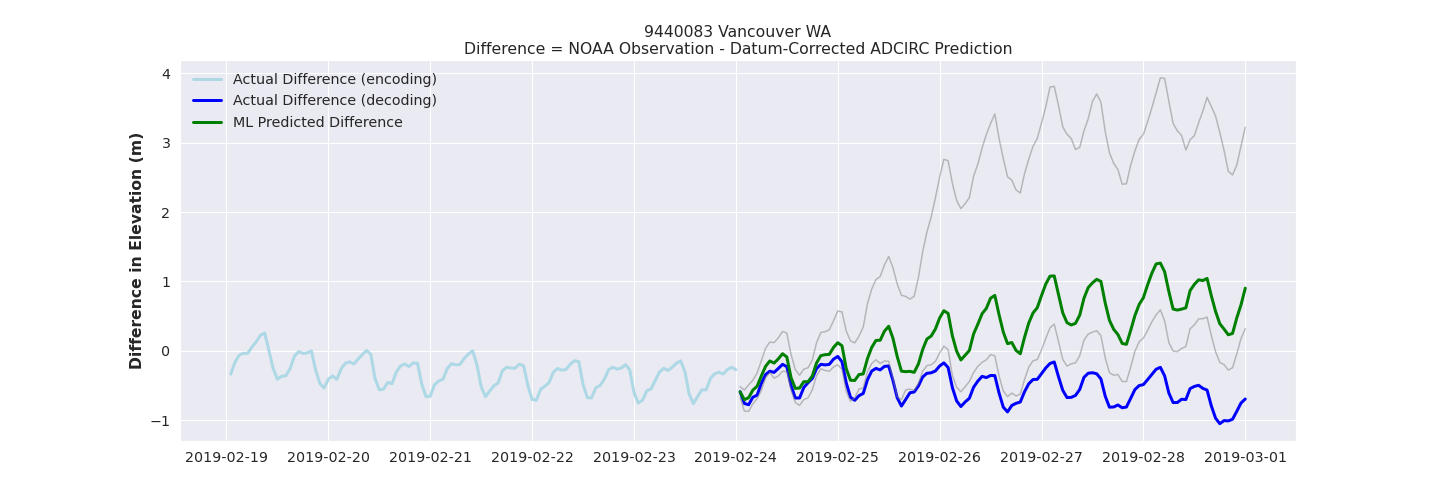 9440083 Vancouver WA
Difference = NOAA Observation - Datum-Corrected ADCIRC Prediction
Actual Difference (encoding)
Actual Difference (decoding)
ML Predicted Difference
Difference in Elevation (m)
4
3
2
1
0
−1
2019-02-19 2019-02-20 2019-02-21 2019-02-22 2019-02-23 2019-02-24 2019-02-25 2019-02-26 2019-02-27 2019-02-28 2019-03-01